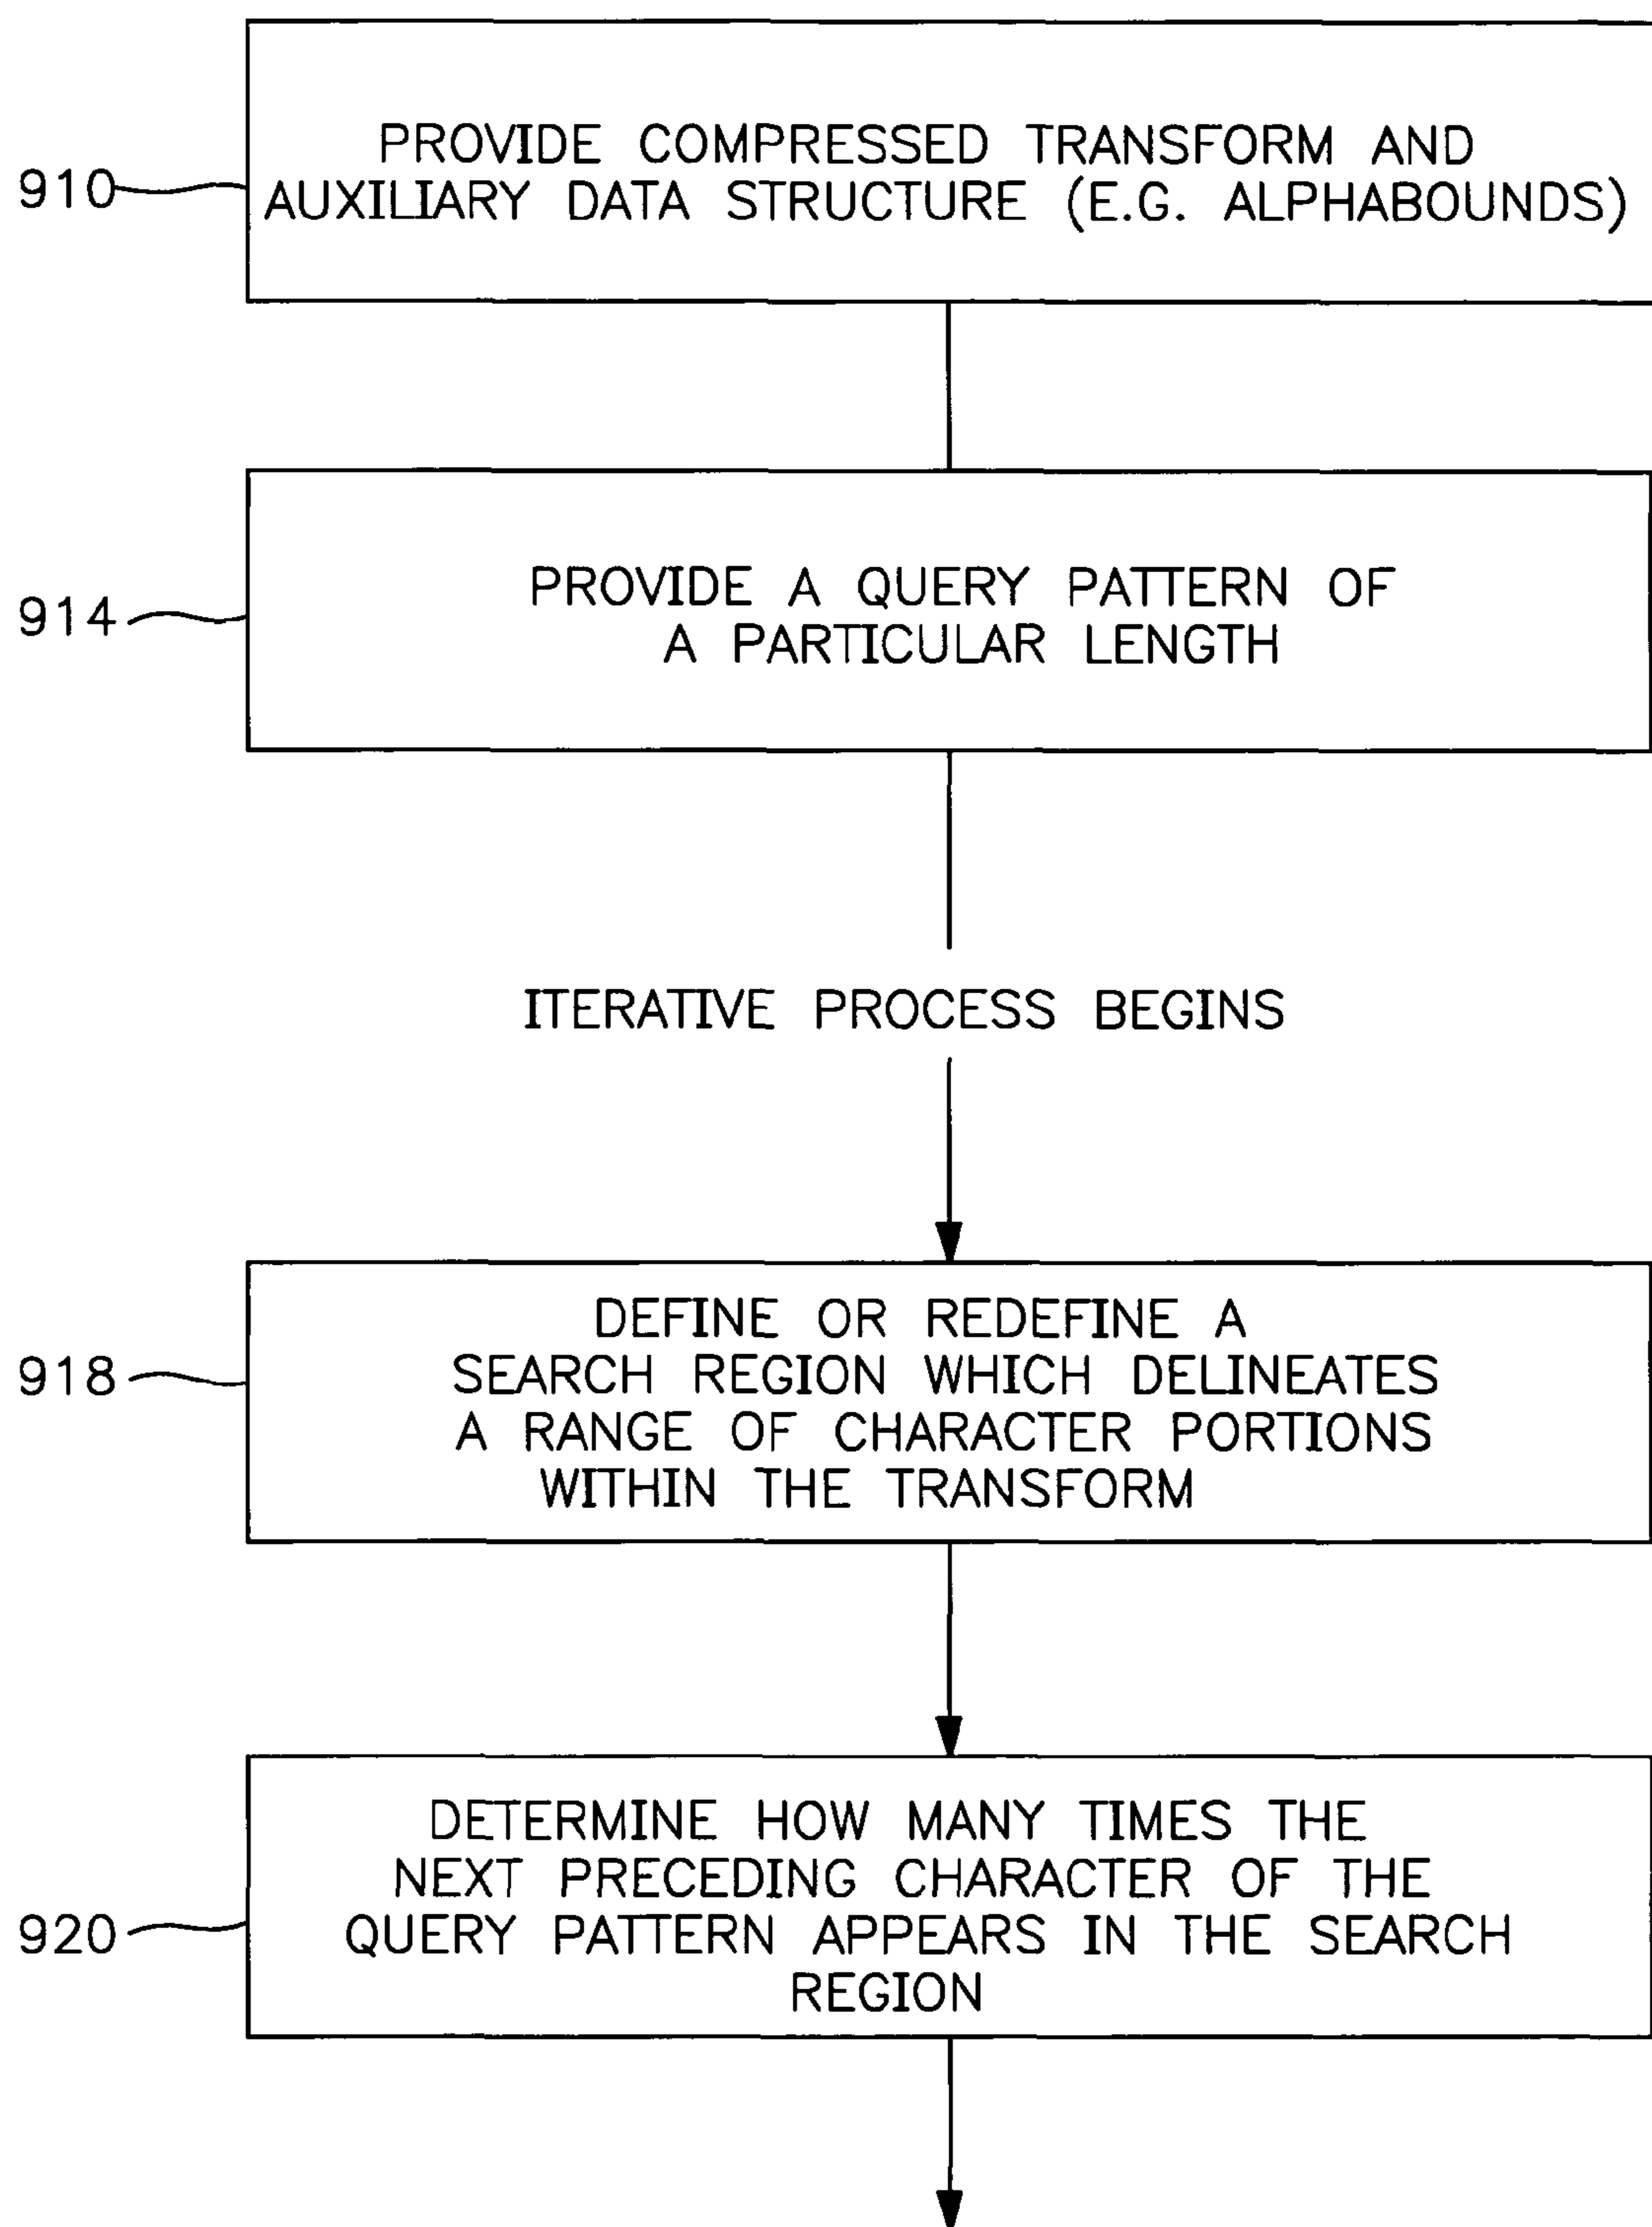 PROVIDE COMPRESSED TRANSFORM AND
910
AUXILIARY DATA STRUCTURE (E.G. ALPHABOUNDS)
PROVIDE A QUERY PATTERN OF
914
A PARTICULAR LENGTH
ITERATIVE PROCESS BEGINS
DEFINE OR REDEFINE A
918
SEARCH REGION WHICH DELINEATES
A RANGE OF CHARACTER PORTIONS
WITHIN THE TRANSFORM
DETERMINE HOW MANY TIMES THE
NEXT PRECEDING CHARACTER OF THE
920
QUERY PATTERN APPEARS IN THE SEARCH
REGION